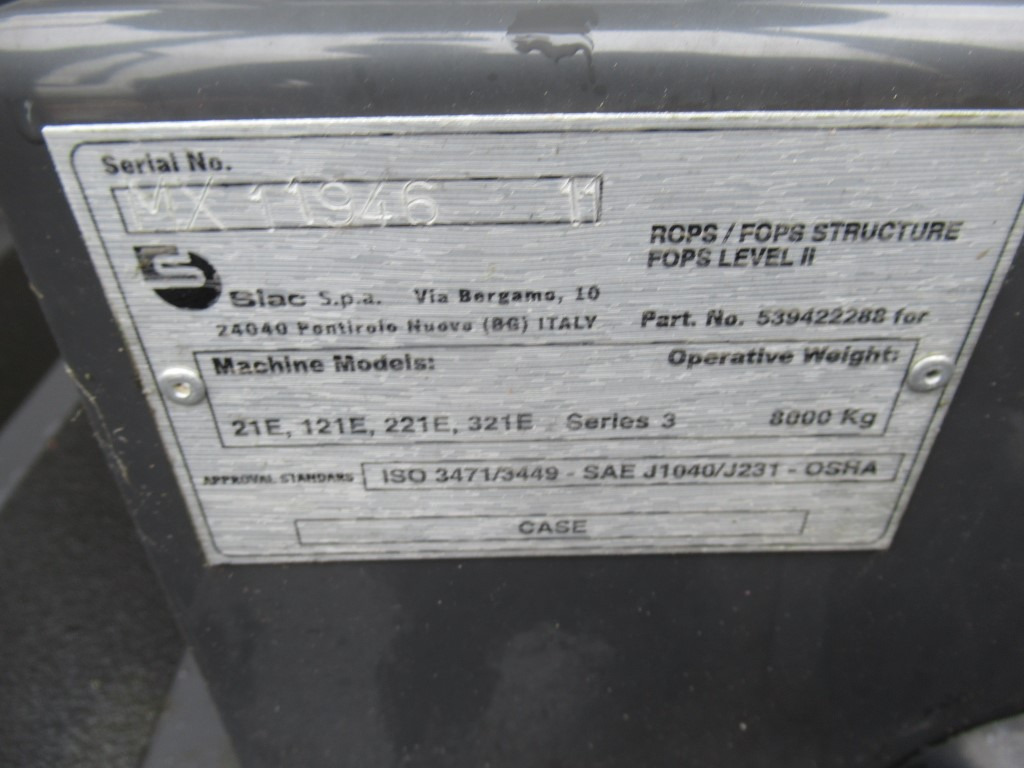 Serial No.
MX 11946 11
ROPS / FOPS STRUCTURE
FOPS LEVEL II
S
Siac S.p.a. Via Bergamo, 10
24040 Pontirolo Nuovo (BG) ITALY
Part. No. 539422288 for
Machine Models: Operative Weight:
21E, 121E, 221E, 321E Series 3 8000 Kg
APPROVAL STANDARS ISO 3471/3449 - SAE J1040/J231 - OSHA
CASE